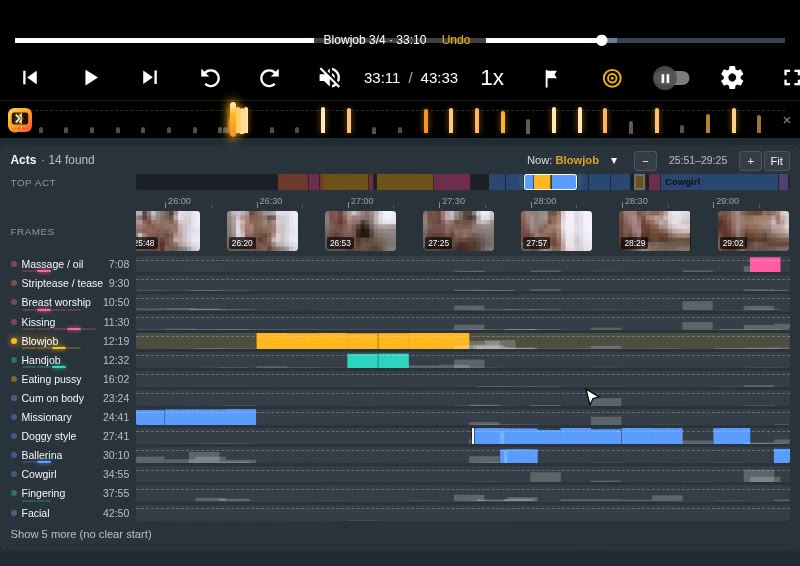 Blowjob 3/4 · 33:10 Undo
33:11 / 43:33 1x
×
Acts · 14 found Now: Blowjob ▼ − 25:51–29:25 + Fit
TOP ACT Cowgirl
26:00 26:30 27:00 27:30 28:00 28:30 29:00
FRAMES 25:48 26:20 26:53 27:25 27:57 28:29 29:02
Massage / oil 7:08
Striptease / tease 9:30
Breast worship 10:50
Kissing 11:30
Blowjob 12:19
Handjob 12:32
Eating pussy 16:02
Cum on body 23:24
Missionary 24:41
Doggy style 27:41
Ballerina 30:10
Cowgirl 34:55
Fingering 37:55
Facial 42:50
Show 5 more (no clear start)